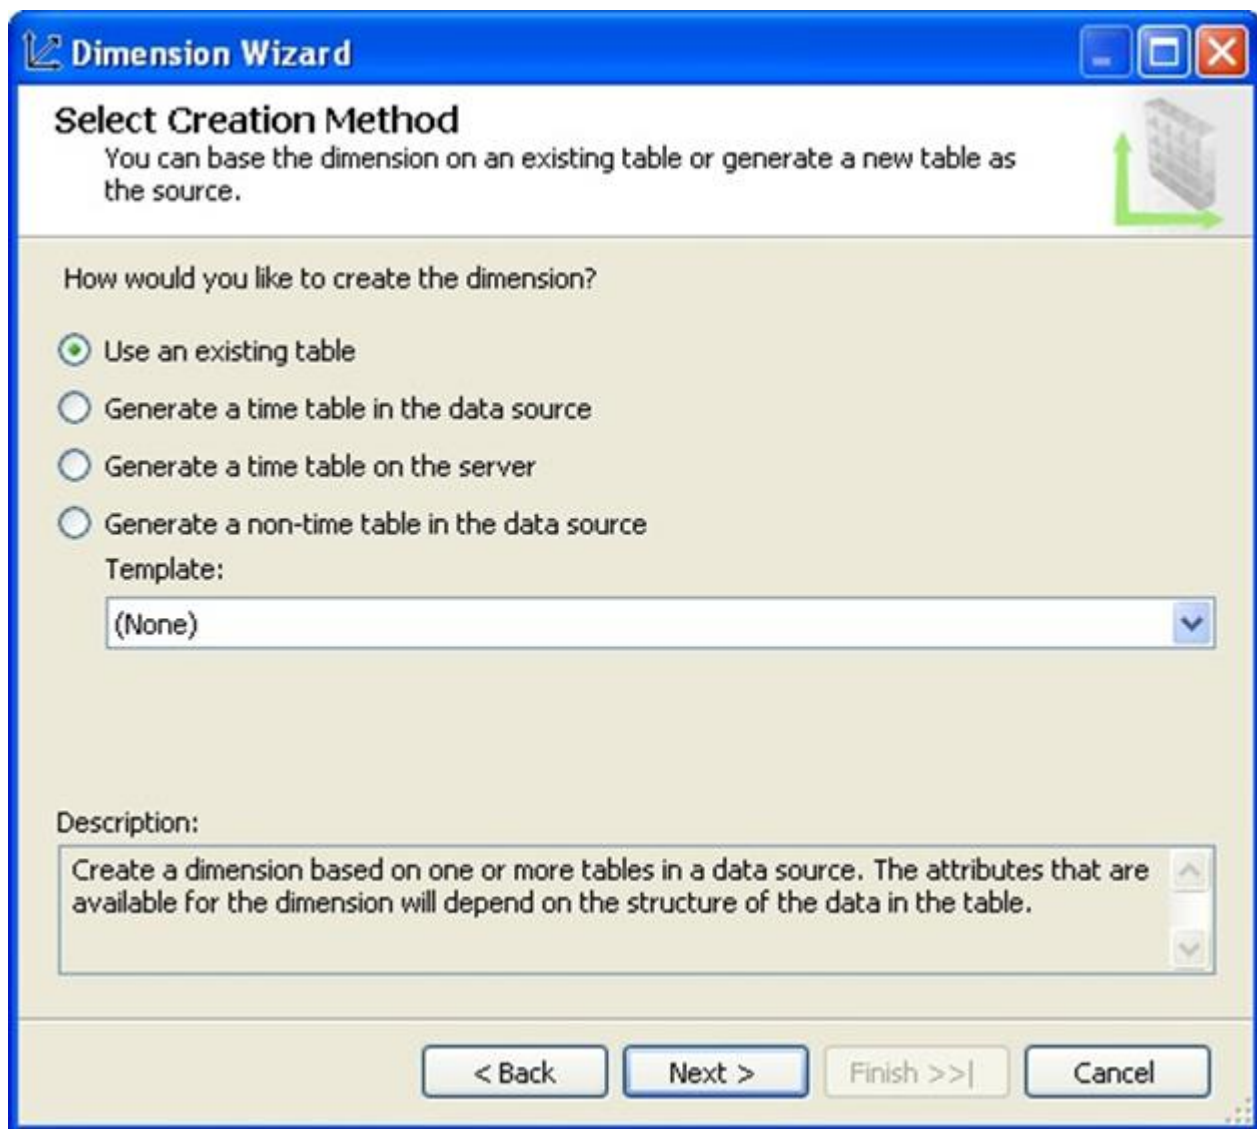 Dimension Wizard
Select Creation Method
You can base the dimension on an existing table or generate a new table as
the source.
How would you like to create the dimension?
Use an existing table
Generate a time table in the data source
Generate a time table on the server
Generate a non-time table in the data source
Template:
(None)
Description:
Create a dimension based on one or more tables in a data source. The attributes that are
available for the dimension will depend on the structure of the data in the table.
< Back Next > Finish >>| Cancel